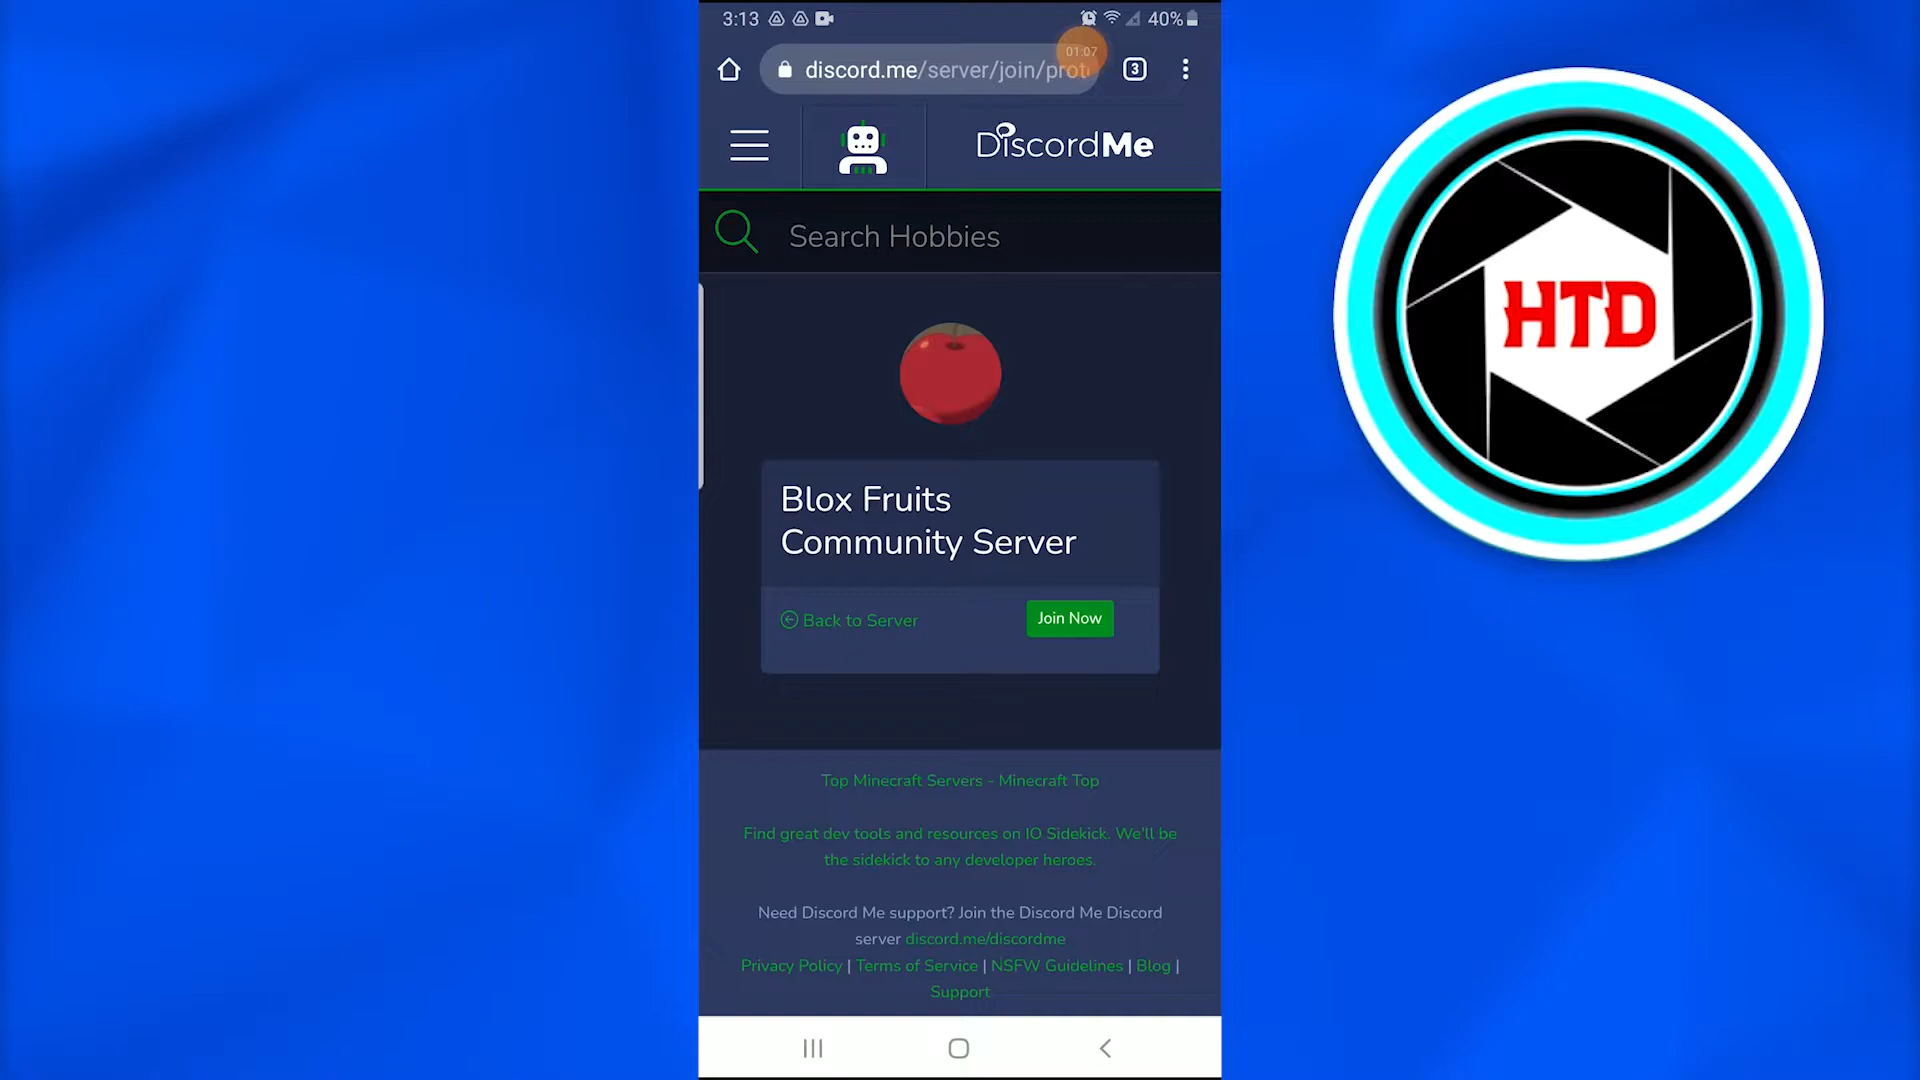 3:13
40%
01:07
discord.me/server/join/prot
3
DiscordMe
Search Hobbies
HTD
Blox Fruits
Community Server
Back to Server
Join Now
Top Minecraft Servers - Minecraft Top
Find great dev tools and resources on IO Sidekick. We'll be
the sidekick to any developer heroes.
Need Discord Me support? Join the Discord Me Discord
server discord.me/discordme
Privacy Policy | Terms of Service | NSFW Guidelines | Blog |
Support